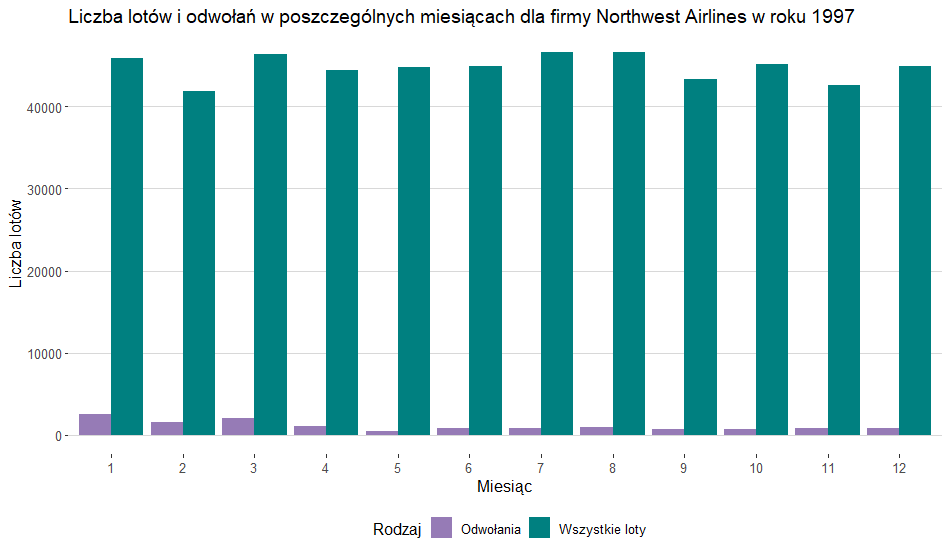 Liczba lotów i odwołań w poszczególnych miesiącach dla firmy Northwest Airlines w roku 1997
Liczba lotów
40000
30000
20000
10000
0
1 2 3 4 5 6 7 8 9 10 11 12
Miesiąc
Rodzaj Odwołania Wszystkie loty